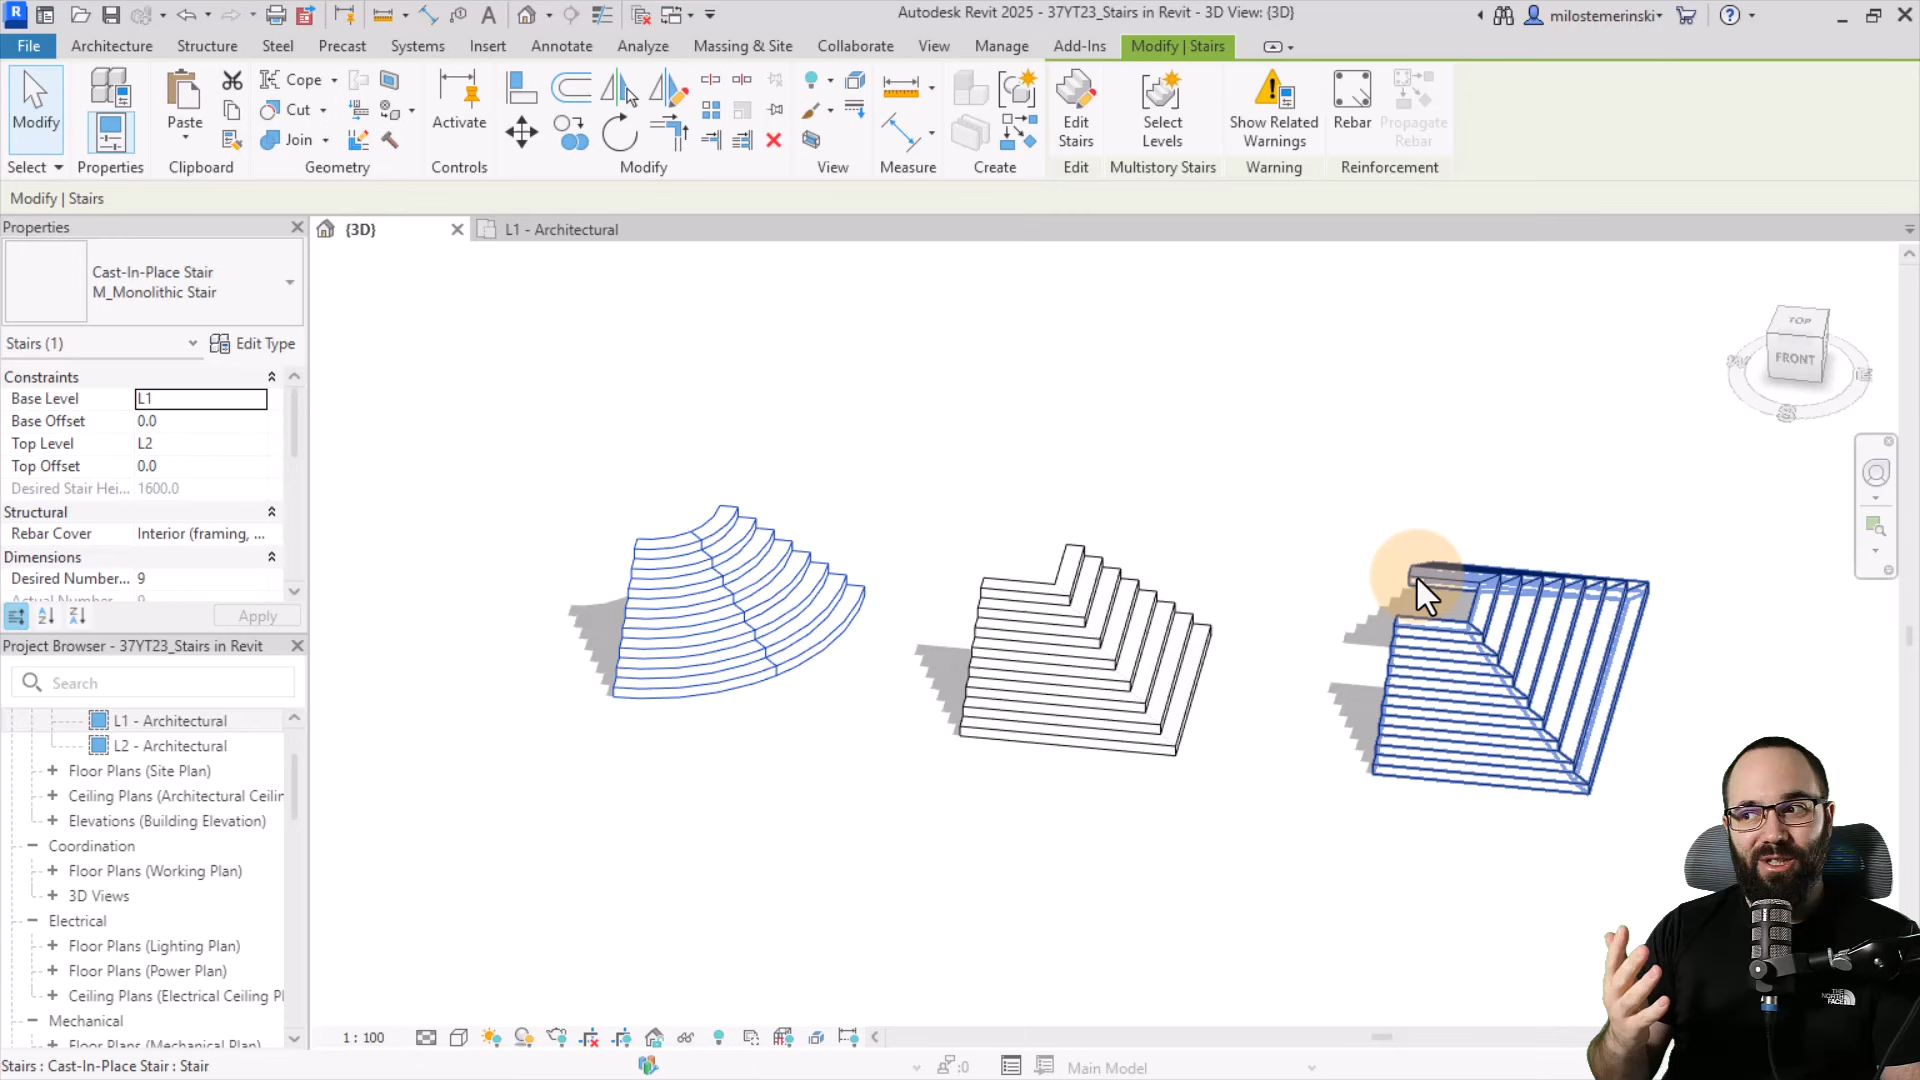 Autodesk Revit 2025 - 37YT23_Stairs in Revit - 3D View: {3D}
milostemerinski
File
Architecture
Structure
Steel
Precast
Systems
Insert
Annotate
Analyze
Massing & Site
Collaborate
View
Manage
Add-Ins
Modify | Stairs
Modify
Paste
Cope
Cut
Join
Activate
Edit
Stairs
Select
Levels
Show Related
Warnings
Rebar
Propagate
Rebar
Select
Properties
Clipboard
Geometry
Controls
Modify
View
Measure
Create
Edit
Multistory Stairs
Warning
Reinforcement
Modify | Stairs
Properties
{3D}
L1 - Architectural
Cast-In-Place Stair
M_Monolithic Stair
Stairs (1)
Edit Type
Constraints
Base Level L1
Base Offset 0.0
Top Level L2
Top Offset 0.0
Desired Stair Hei... 1600.0
Structural
Rebar Cover Interior (framing, ...
Dimensions
Desired Number... 9
Apply
Project Browser - 37YT23_Stairs in Revit
Search
L1 - Architectural
L2 - Architectural
Floor Plans (Site Plan)
Ceiling Plans (Architectural Ceilin
Elevations (Building Elevation)
Coordination
Floor Plans (Working Plan)
3D Views
Electrical
Floor Plans (Lighting Plan)
Floor Plans (Power Plan)
Ceiling Plans (Electrical Ceiling Pl
Mechanical
Floor Plans (Mechanical Plan)
TOP
FRONT
THE
NORTH
FACE
1 : 100
Stairs : Cast-In-Place Stair : Stair
:0
Main Model